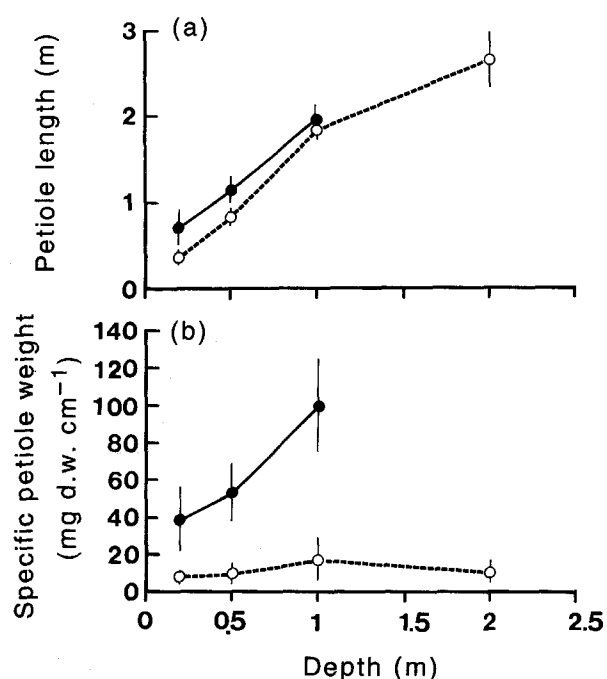 (a)
Petiole length (m)
3
2
1
0
(b)
Specific petiole weight
(mg d.w. cm⁻¹)
140
120
100
80
60
40
20
0
0 0.5 1 1.5 2 2.5
Depth (m)